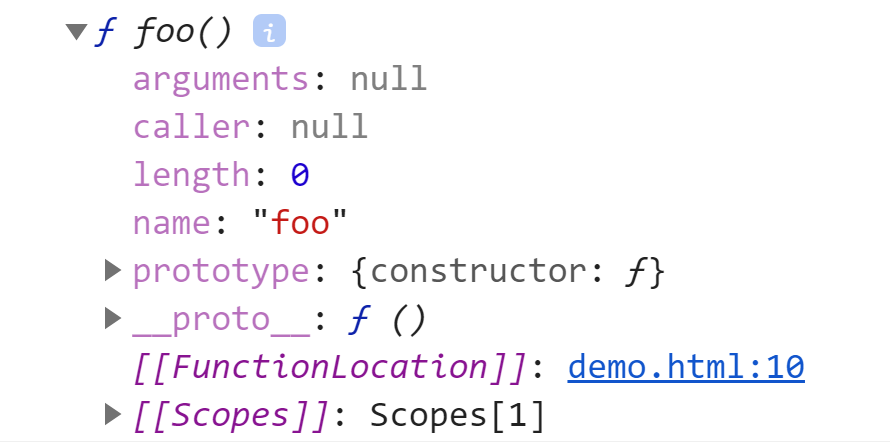 ƒ foo() i
arguments: null
caller: null
length: 0
name: "foo"
prototype: {constructor: ƒ}
__proto__: ƒ ()
[[FunctionLocation]]: demo.html:10
[[Scopes]]: Scopes[1]